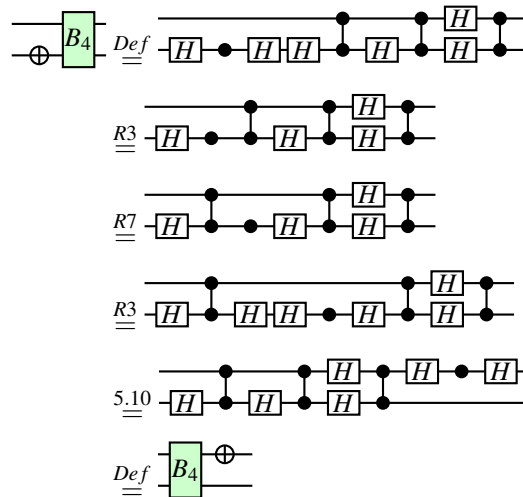 H
B₄ Def H H H H H
H
R3 H H H
H
R7 H H H
H
R3 H H H H H
H H H
5.10 H H H
Def B₄